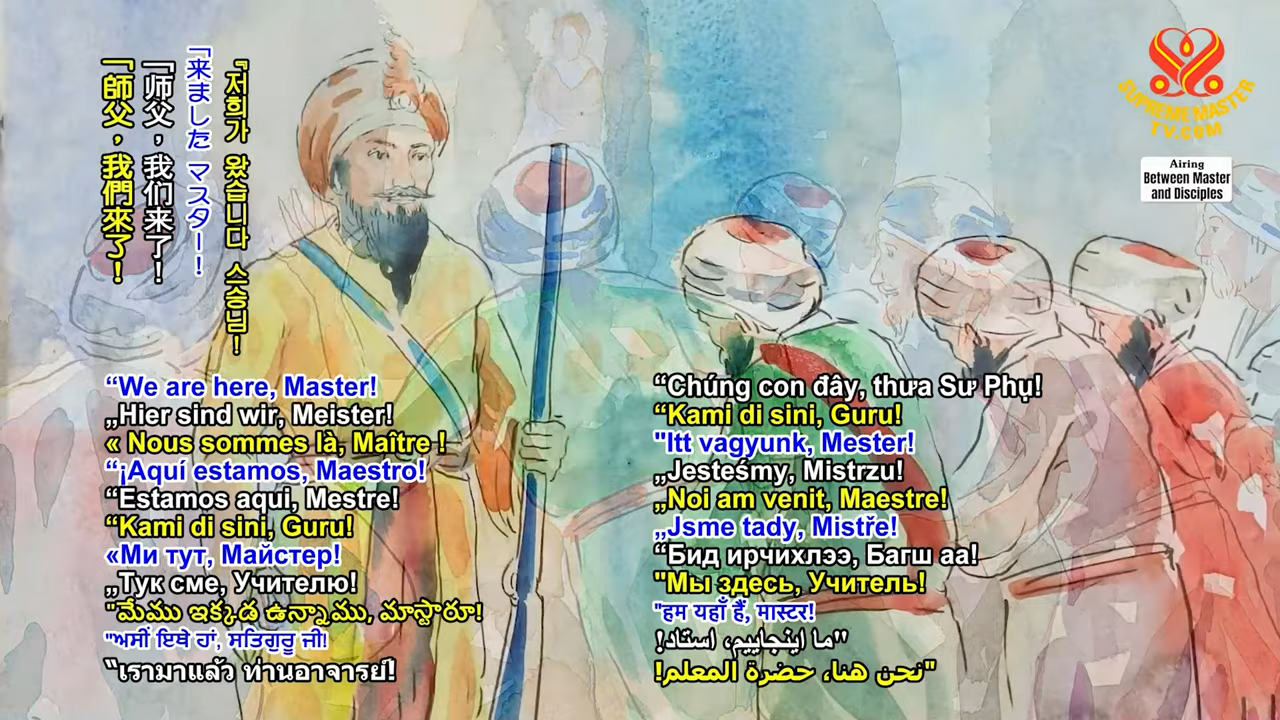 「師父，我們來了！
「师父，我们来了！
「来ました マスター！
『저희가 왔습니다 스승님!
“We are here, Master!
„Hier sind wir, Meister!
« Nous sommes là, Maître !
“¡Aquí estamos, Maestro!
“Estamos aqui, Mestre!
“Kami di sini, Guru!
«Ми тут, Майстер!
„Тук сме, Учителю!
"మేము ఇక్కడ ఉన్నాము, మాస్టారూ!
"ਅਸੀਂ ਇਥੇ ਹਾਂ, ਸਤਿਗੁਰੂ ਜੀ!
“เรามาแล้ว ท่านอาจารย์!
“Chúng con đây, thưa Sư Phụ!
“Kami di sini, Guru!
"Itt vagyunk, Mester!
„Jesteśmy, Mistrzu!
„Noi am venit, Maestre!
„Jsme tady, Mistře!
“Бид ирчихлээ, Багш аа!
"Мы здесь, Учитель!
"हम यहाँ हैं, मास्टर!
"ما اینجاییم، استاد!
"نحن هنا، حضرة المعلم!
SUPREME MASTER
TV.COM
Airing
Between Master
and Disciples